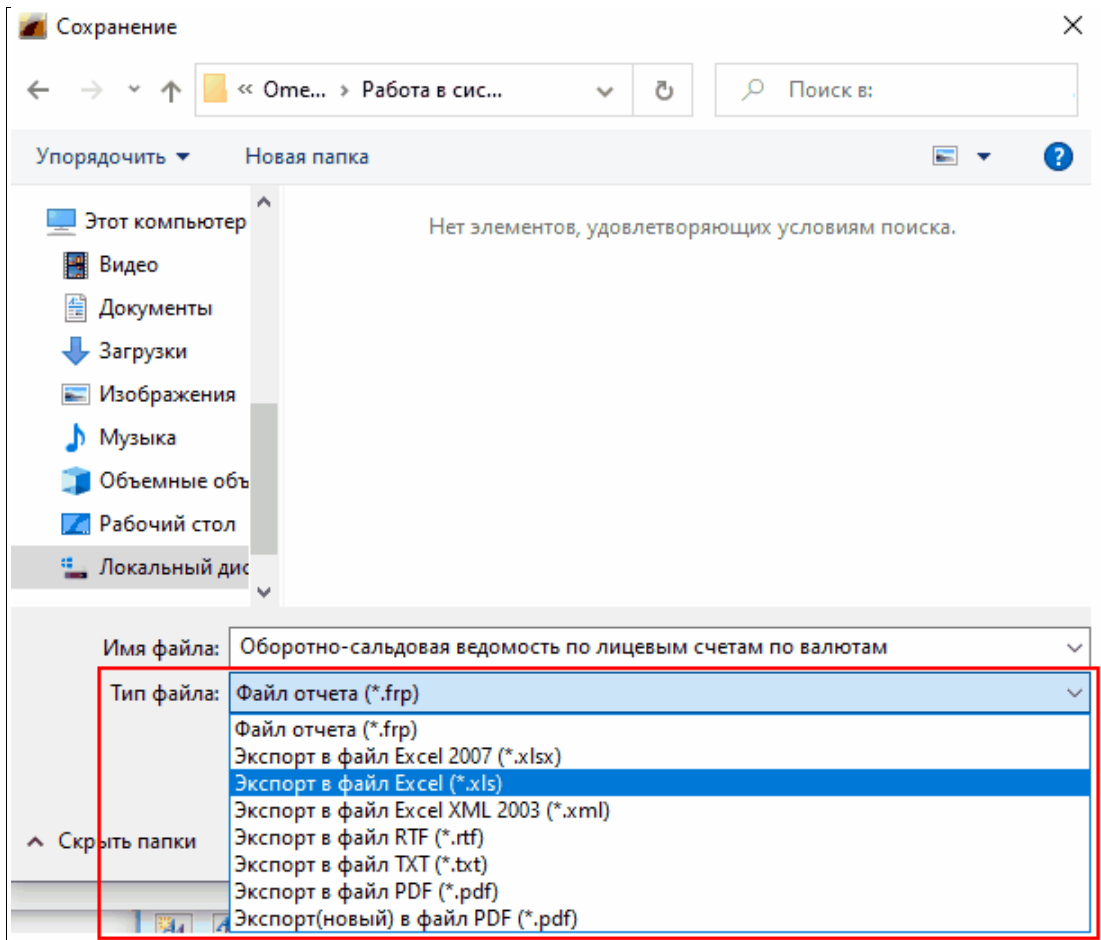 Сохранение
« Ome... › Работа в сис...
Поиск в:
Упорядочить
Новая папка
Этот компьютер
Видео
Документы
Загрузки
Изображения
Музыка
Объемные объ
Рабочий стол
Локальный дис
Нет элементов, удовлетворяющих условиям поиска.
Имя файла: Оборотно-сальдовая ведомость по лицевым счетам по валютам
Тип файла: Файл отчета (*.frp)
Файл отчета (*.frp)
Экспорт в файл Excel 2007 (*.xlsx)
Экспорт в файл Excel (*.xls)
Экспорт в файл Excel XML 2003 (*.xml)
Экспорт в файл RTF (*.rtf)
Экспорт в файл TXT (*.txt)
Экспорт в файл PDF (*.pdf)
Экспорт(новый) в файл PDF (*.pdf)
Скрыть папки